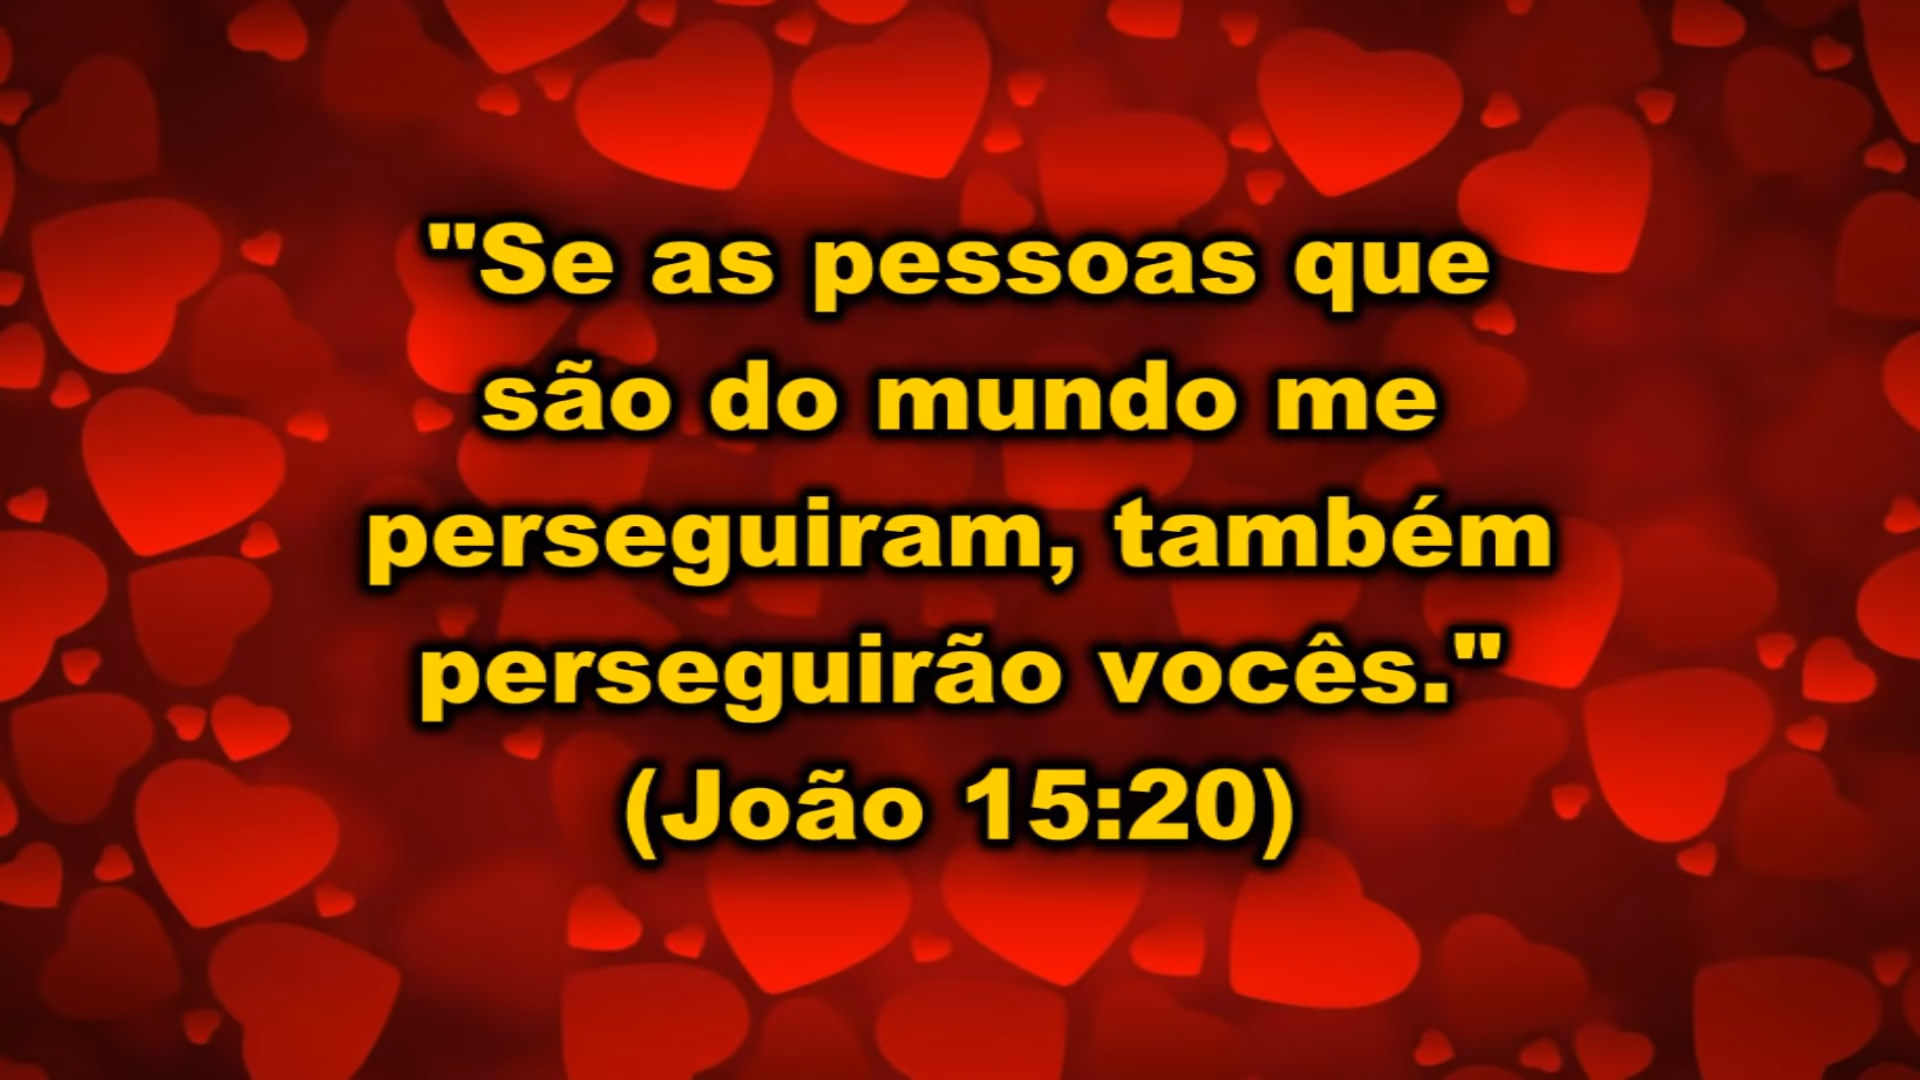 "Se as pessoas que
são do mundo me
perseguiram, também
perseguirão vocês."
(João 15:20)